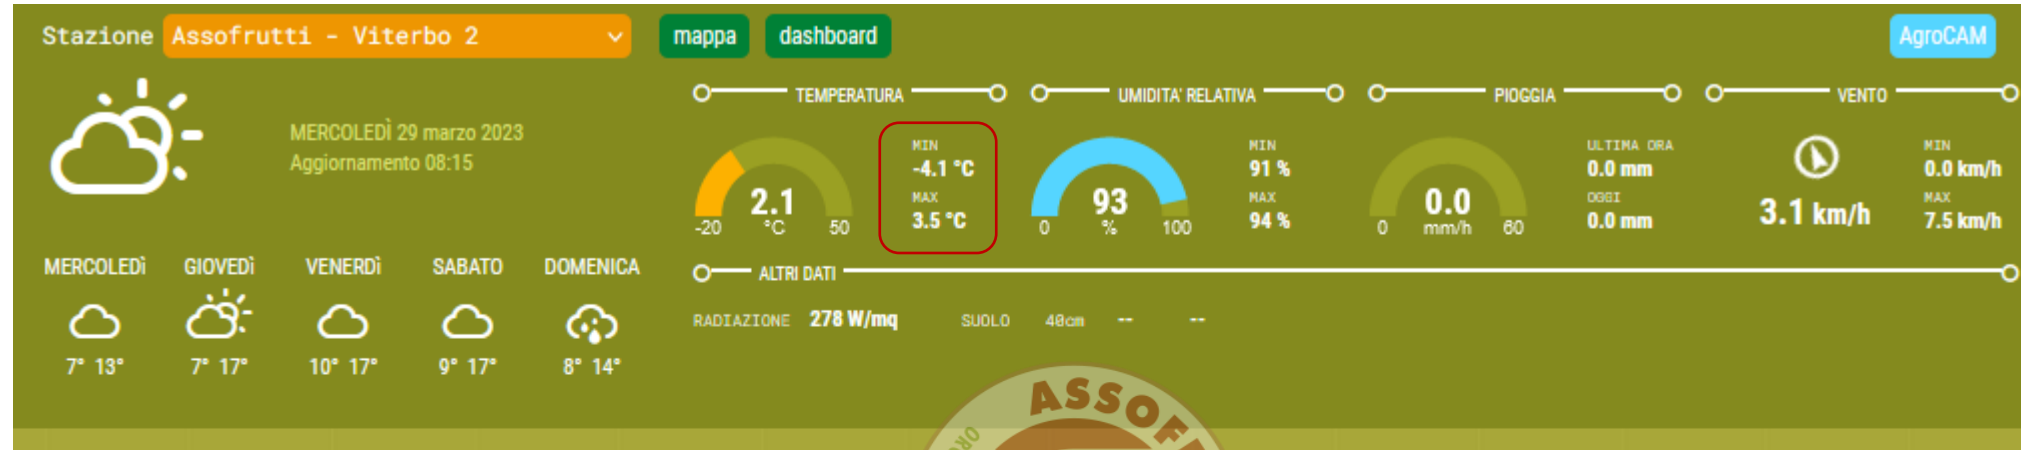 Stazione Assofrutti - Viterbo 2 mappa dashboard AgroCAM
MERCOLEDÌ 29 marzo 2023
Aggiornamento 08:15
TEMPERATURA
2.1
°C
-20 50
MIN
-4.1 °C
MAX
3.5 °C
UMIDITA' RELATIVA
93
%
0 100
MIN
91 %
MAX
94 %
PIOGGIA
0.0
mm/h
0 60
ULTIMA ORA
0.0 mm
OGGI
0.0 mm
VENTO
3.1 km/h
MIN
0.0 km/h
MAX
7.5 km/h
MERCOLEDÌ GIOVEDÌ VENERDÌ SABATO DOMENICA
7° 13° 7° 17° 10° 17° 9° 17° 8° 14°
ALTRI DATI
RADIAZIONE 278 W/mq SUOLO 40cm -- --